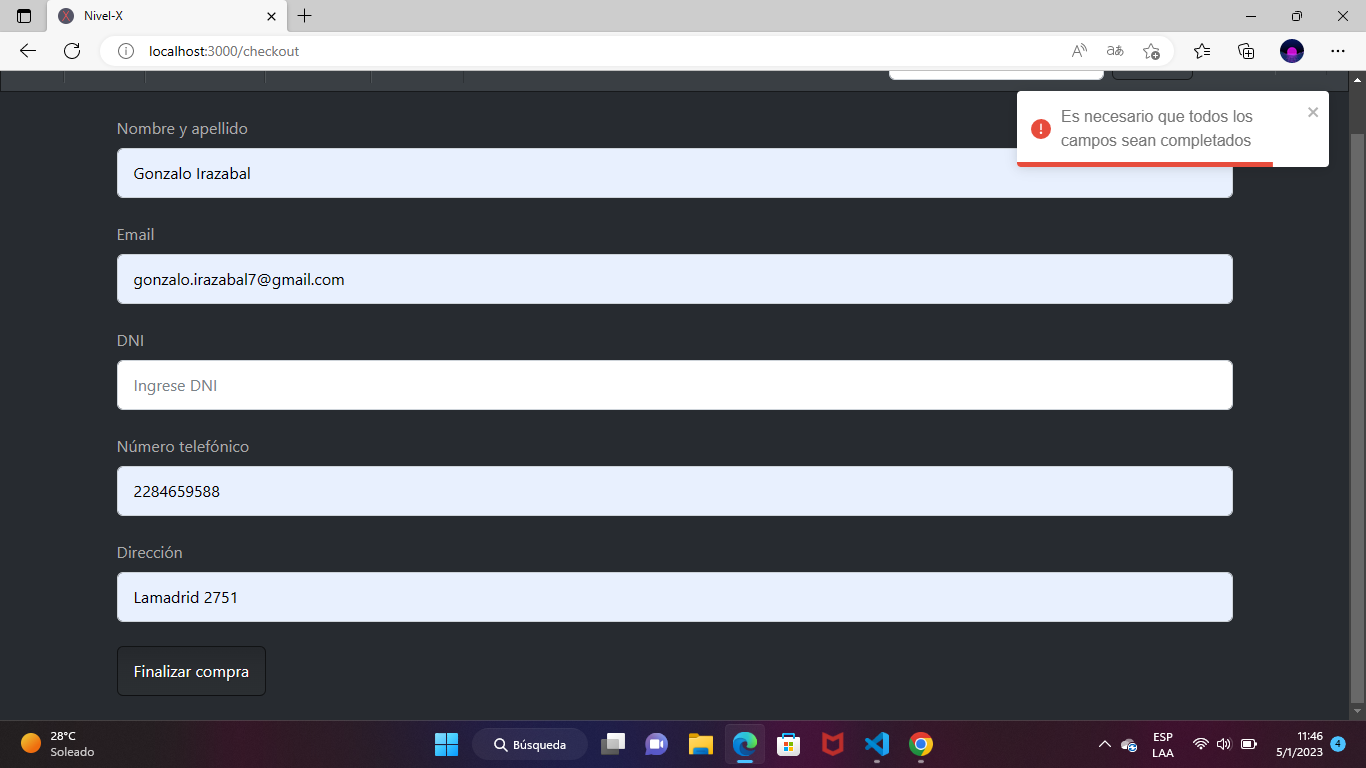 Nivel-X
localhost:3000/checkout
Es necesario que todos los
campos sean completados
Nombre y apellido
Gonzalo Irazabal
Email
gonzalo.irazabal7@gmail.com
DNI
Ingrese DNI
Número telefónico
2284659588
Dirección
Lamadrid 2751
Finalizar compra
28°C
Soleado
Búsqueda
ESP
LAA
11:46
5/1/2023
4